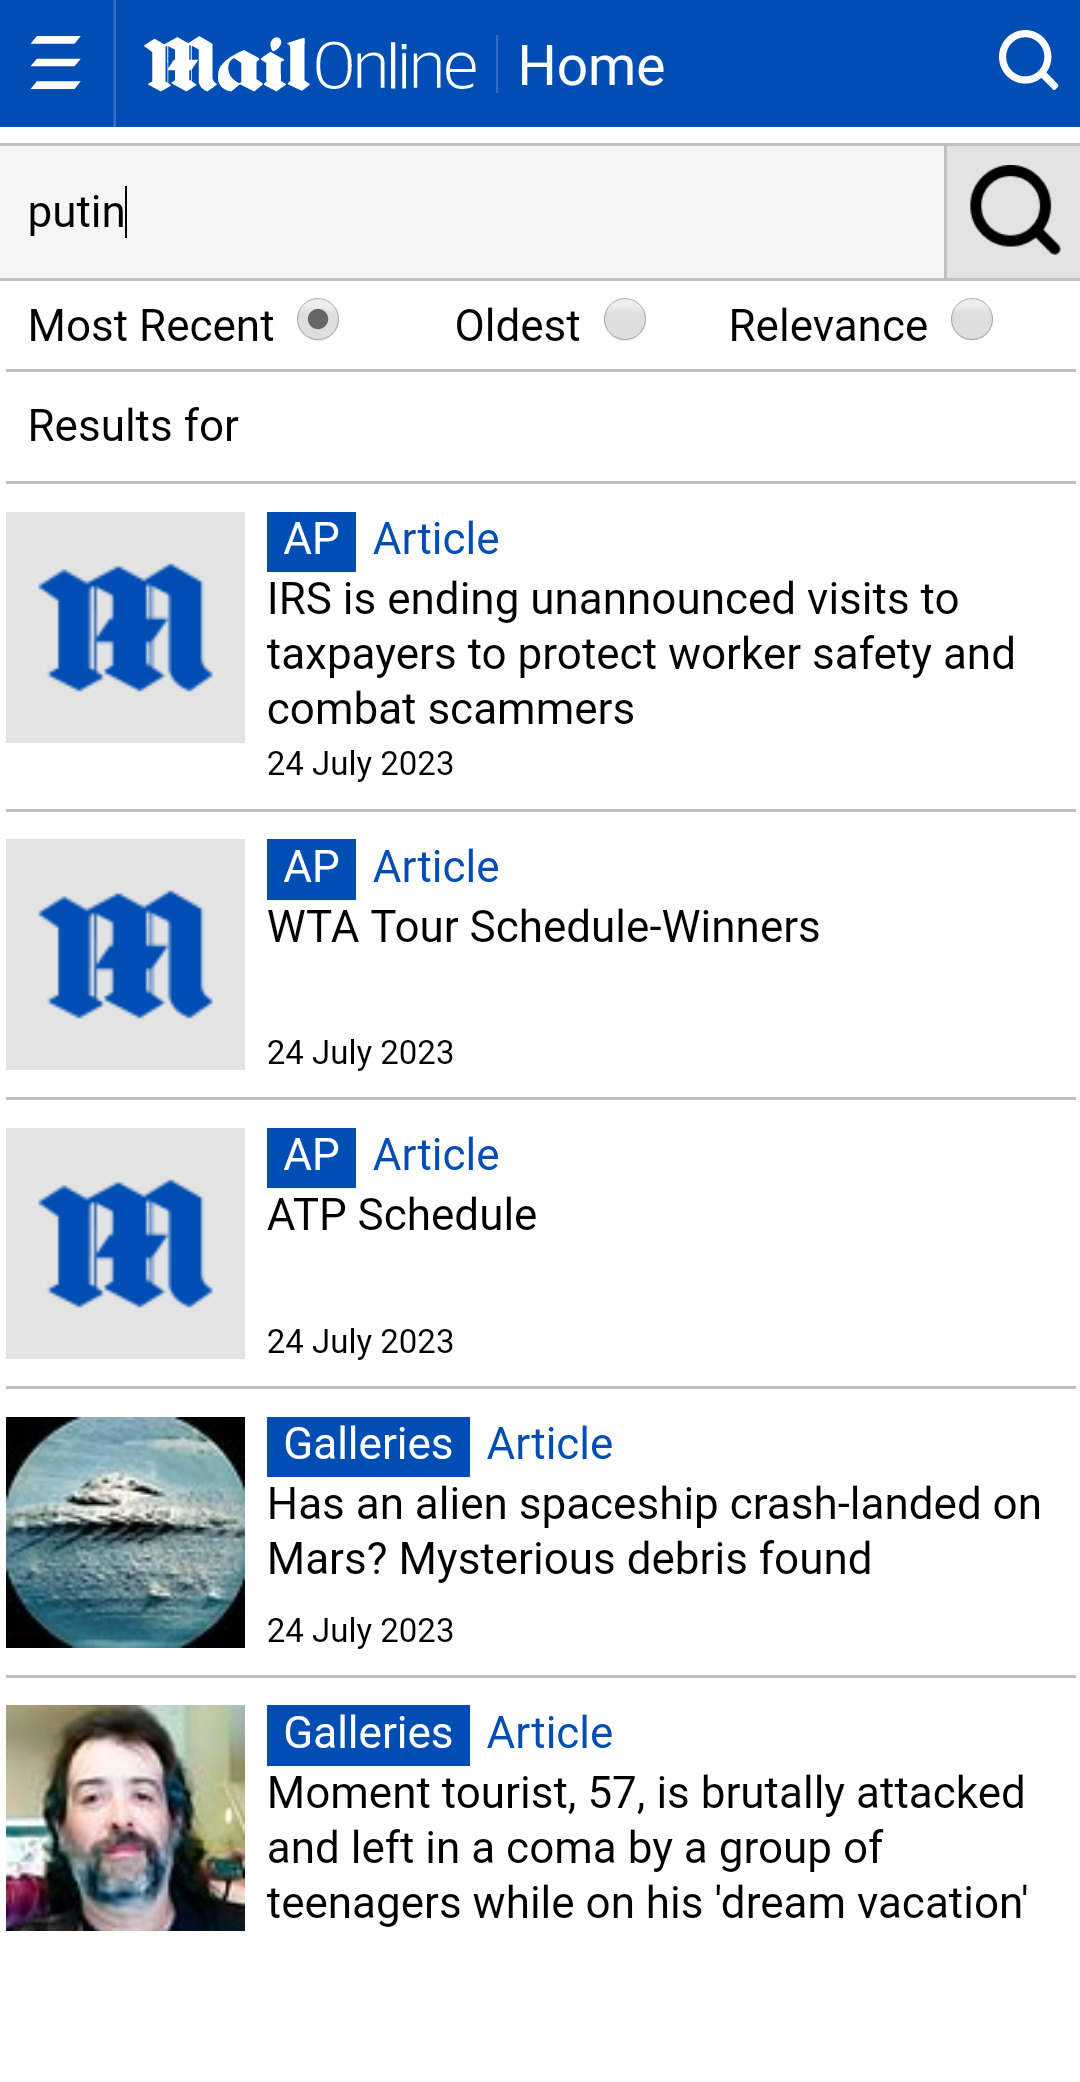 Mail Online Home
putin
Most Recent Oldest Relevance
Results for
AP Article
IRS is ending unannounced visits to
taxpayers to protect worker safety and
combat scammers
24 July 2023
AP Article
WTA Tour Schedule-Winners
24 July 2023
AP Article
ATP Schedule
24 July 2023
Galleries Article
Has an alien spaceship crash-landed on
Mars? Mysterious debris found
24 July 2023
Galleries Article
Moment tourist, 57, is brutally attacked
and left in a coma by a group of
teenagers while on his 'dream vacation'